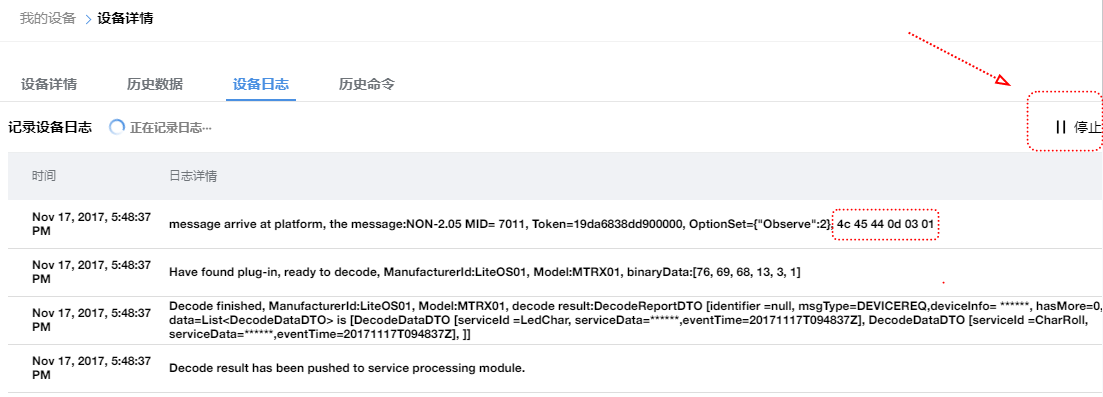 我的设备 > 设备详情
设备详情 历史数据 设备日志 历史命令
记录设备日志 正在记录日志... 停止
时间 日志详情
Nov 17, 2017, 5:48:37
PM
message arrive at platform, the message:NON-2.05 MID= 7011, Token=19da6838dd900000, OptionSet={"Observe":2}, 4c 45 44 0d 03 01
Nov 17, 2017, 5:48:37
PM
Have found plug-in, ready to decode, ManufacturerId:LiteOS01, Model:MTRX01, binaryData:[76, 69, 68, 13, 3, 1]
Nov 17, 2017, 5:48:37
PM
Decode finished, ManufacturerId:LiteOS01, Model:MTRX01, decode result:DecodeReportDTO [identifier =null, msgType=DEVICEREQ,deviceInfo= ******, hasMore=0,
data=List<DecodeDataDTO> is [DecodeDataDTO [serviceId =LedChar, serviceData=******,eventTime=20171117T094837Z], DecodeDataDTO [serviceId =CharRoll,
serviceData=******,eventTime=20171117T094837Z], ]]
Nov 17, 2017, 5:48:37
PM
Decode result has been pushed to service processing module.